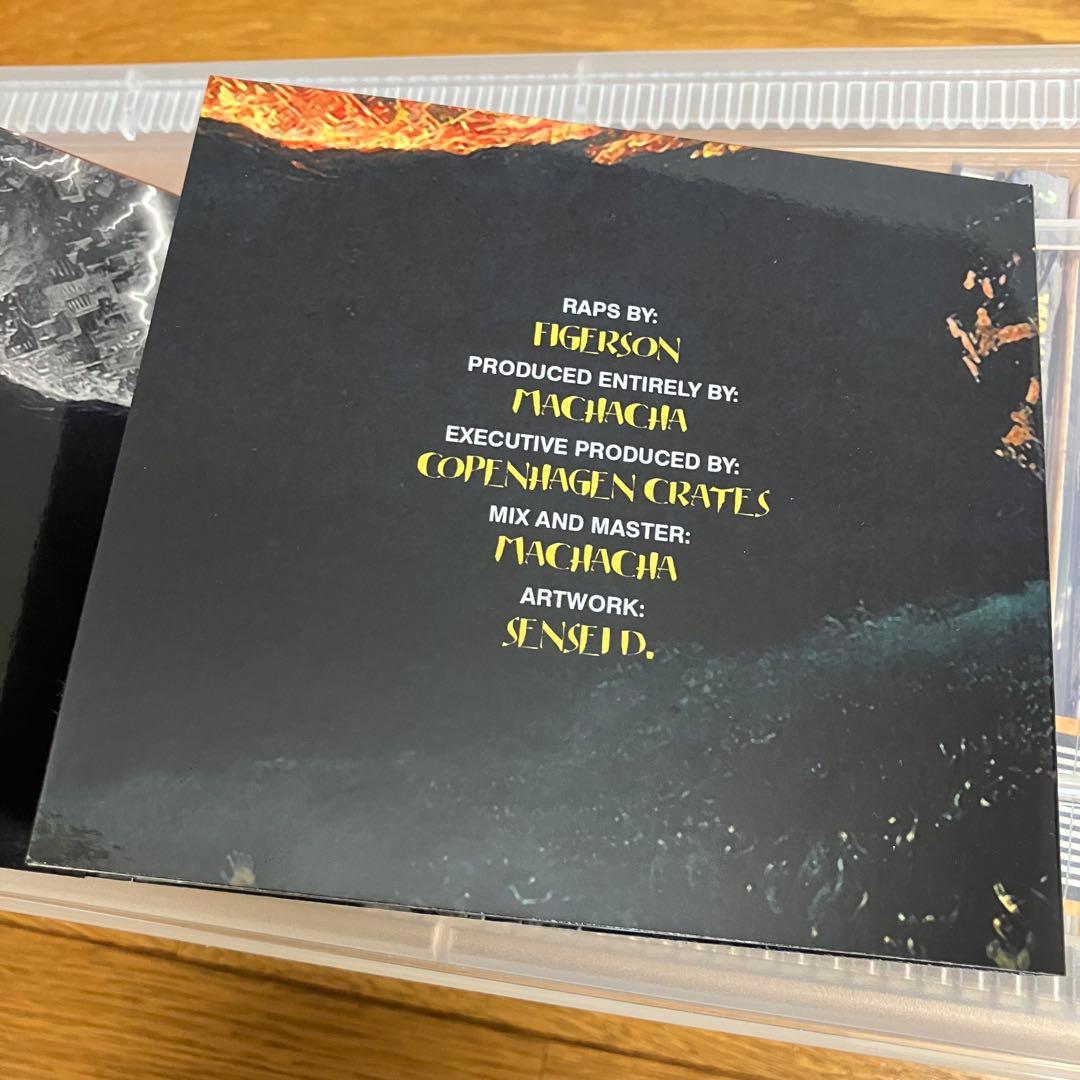 RAPS BY:
FIGERSON
PRODUCED ENTIRELY BY:
MACHACHA
EXECUTIVE PRODUCED BY:
COPENHAGEN CRATES
MIX AND MASTER:
MACHACHA
ARTWORK:
SENSEI D.